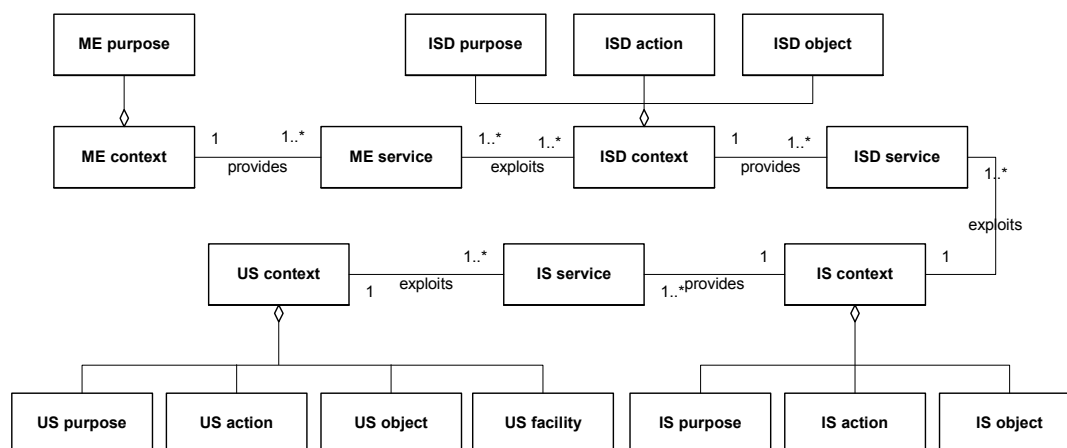 ME purpose
ISD purpose
ISD action
ISD object
ME context
1
1..*
provides
ME service
1..*
1..*
exploits
ISD context
1
1..*
provides
ISD service
1..*
exploits
US context
1
1..*
exploits
IS service
1
1..*
provides
IS context
1
US purpose
US action
US object
US facility
IS purpose
IS action
IS object